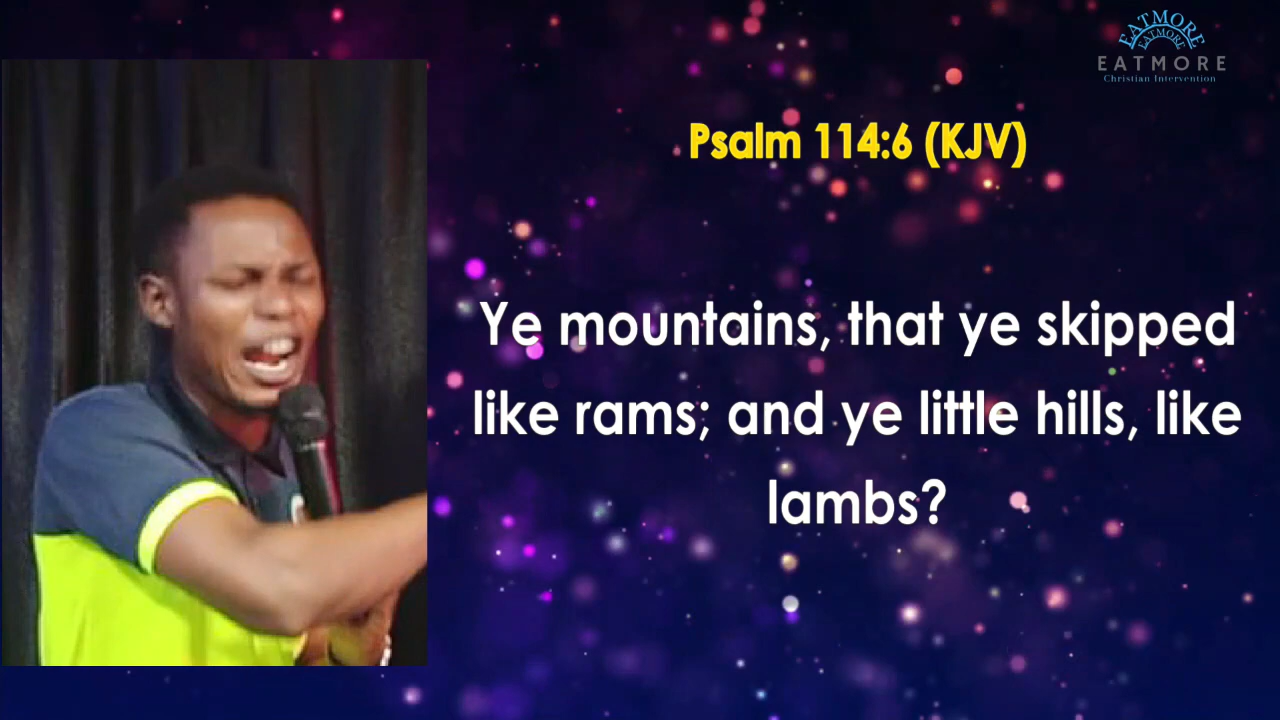 EATMORE
EATMORE
EATMORE
Christian Intervention
Psalm 114:6 (KJV)
Ye mountains, that ye skipped
like rams; and ye little hills, like
lambs?